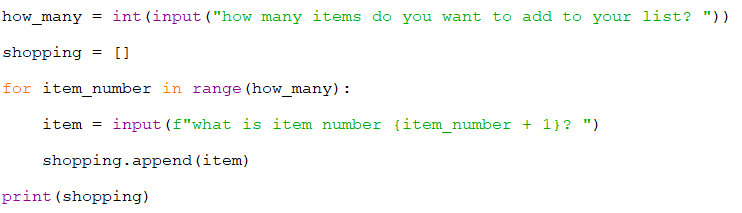 how_many = int(input("how many items do you want to add to your list? "))
shopping = []
for item_number in range(how_many):
    item = input(f"what is item number {item_number + 1}? ")
    shopping.append(item)
print(shopping)